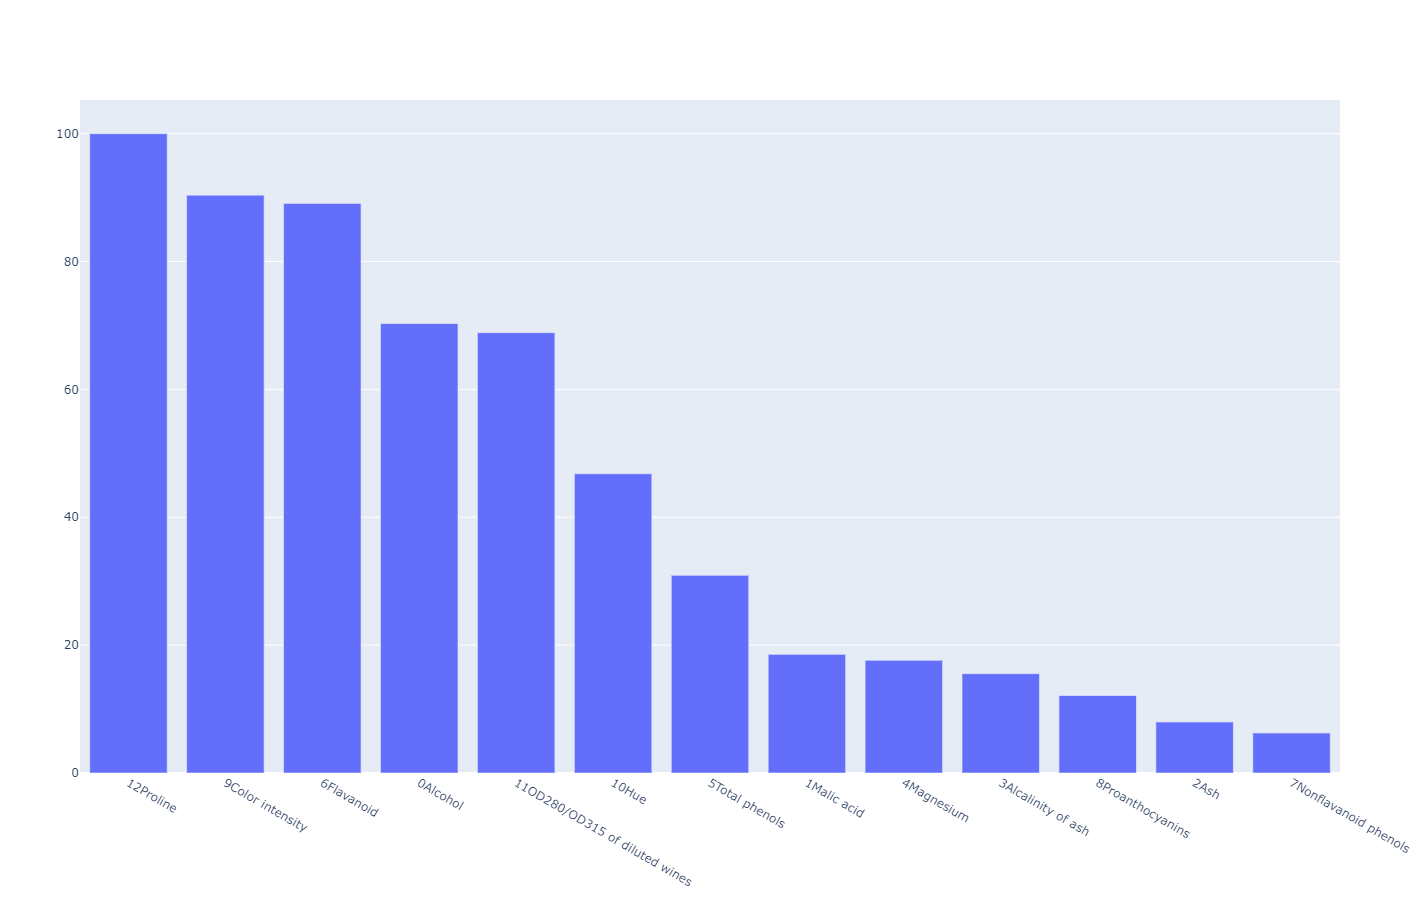 100
80
60
40
20
0
12Proline
9Color intensity
6Flavanoid
0Alcohol
11OD280/OD315 of diluted wines
10Hue
5Total phenols
1Malic acid
4Magnesium
3Alcalinity of ash
8Proanthocyanins
2Ash
7Nonflavanoid phenols